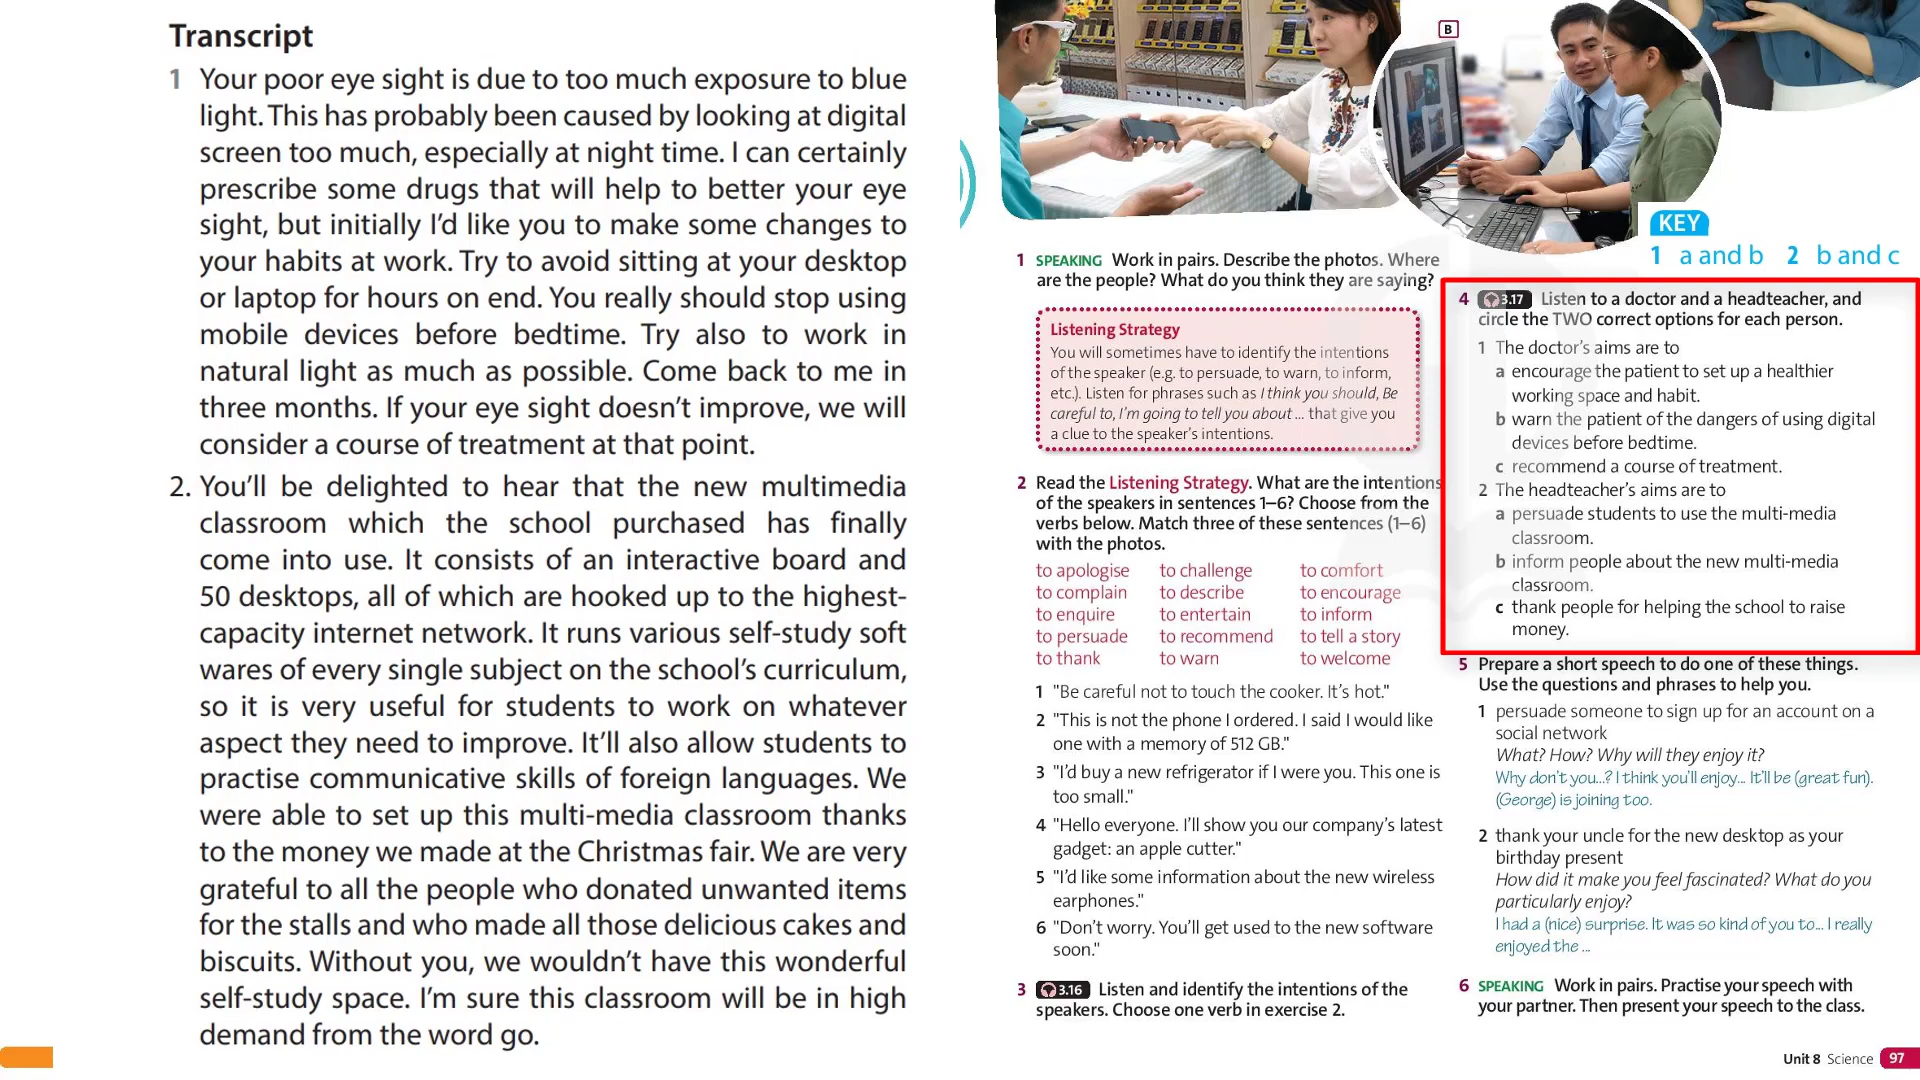 Transcript
1 Your poor eye sight is due to too much exposure to blue
light. This has probably been caused by looking at digital
screen too much, especially at night time. I can certainly
prescribe some drugs that will help to better your eye
sight, but initially I'd like you to make some changes to
your habits at work. Try to avoid sitting at your desktop
or laptop for hours on end. You really should stop using
mobile devices before bedtime. Try also to work in
natural light as much as possible. Come back to me in
three months. If your eye sight doesn't improve, we will
consider a course of treatment at that point.
2. You'll be delighted to hear that the new multimedia
classroom which the school purchased has finally
come into use. It consists of an interactive board and
50 desktops, all of which are hooked up to the highest-
capacity internet network. It runs various self-study soft
wares of every single subject on the school's curriculum,
so it is very useful for students to work on whatever
aspect they need to improve. It'll also allow students to
practise communicative skills of foreign languages. We
were able to set up this multi-media classroom thanks
to the money we made at the Christmas fair. We are very
grateful to all the people who donated unwanted items
for the stalls and who made all those delicious cakes and
biscuits. Without you, we wouldn't have this wonderful
self-study space. I'm sure this classroom will be in high
demand from the word go.
B
1 SPEAKING Work in pairs. Describe the photos. Where
are the people? What do you think they are saying?
Listening Strategy
You will sometimes have to identify the intentions
of the speaker (e.g. to persuade, to warn, to inform,
etc.). Listen for phrases such as I think you should, Be
careful to, I'm going to tell you about ... that give you
a clue to the speaker's intentions.
2 Read the Listening Strategy. What are the intentions
of the speakers in sentences 1–6? Choose from the
verbs below. Match three of these sentences (1–6)
with the photos.
to apologise to challenge to comfort
to complain to describe to encourage
to enquire to entertain to inform
to persuade to recommend to tell a story
to thank to warn to welcome
1 "Be careful not to touch the cooker. It's hot."
2 "This is not the phone I ordered. I said I would like
one with a memory of 512 GB."
3 "I'd buy a new refrigerator if I were you. This one is
too small."
4 "Hello everyone. I'll show you our company's latest
gadget: an apple cutter."
5 "I'd like some information about the new wireless
earphones."
6 "Don't worry. You'll get used to the new software
soon."
3 3.16 Listen and identify the intentions of the
speakers. Choose one verb in exercise 2.
KEY
1 a and b 2 b and c
4 3.17 Listen to a doctor and a headteacher, and
circle the TWO correct options for each person.
1 The doctor's aims are to
a encourage the patient to set up a healthier
working space and habit.
b warn the patient of the dangers of using digital
devices before bedtime.
c recommend a course of treatment.
2 The headteacher's aims are to
a persuade students to use the multi-media
classroom.
b inform people about the new multi-media
classroom.
c thank people for helping the school to raise
money.
5 Prepare a short speech to do one of these things.
Use the questions and phrases to help you.
1 persuade someone to sign up for an account on a
social network
What? How? Why will they enjoy it?
Why don't you...? I think you'll enjoy... It'll be (great fun).
(George) is joining too.
2 thank your uncle for the new desktop as your
birthday present
How did it make you feel fascinated? What do you
particularly enjoy?
I had a (nice) surprise. It was so kind of you to... I really
enjoyed the ...
6 SPEAKING Work in pairs. Practise your speech with
your partner. Then present your speech to the class.
Unit 8 Science 97